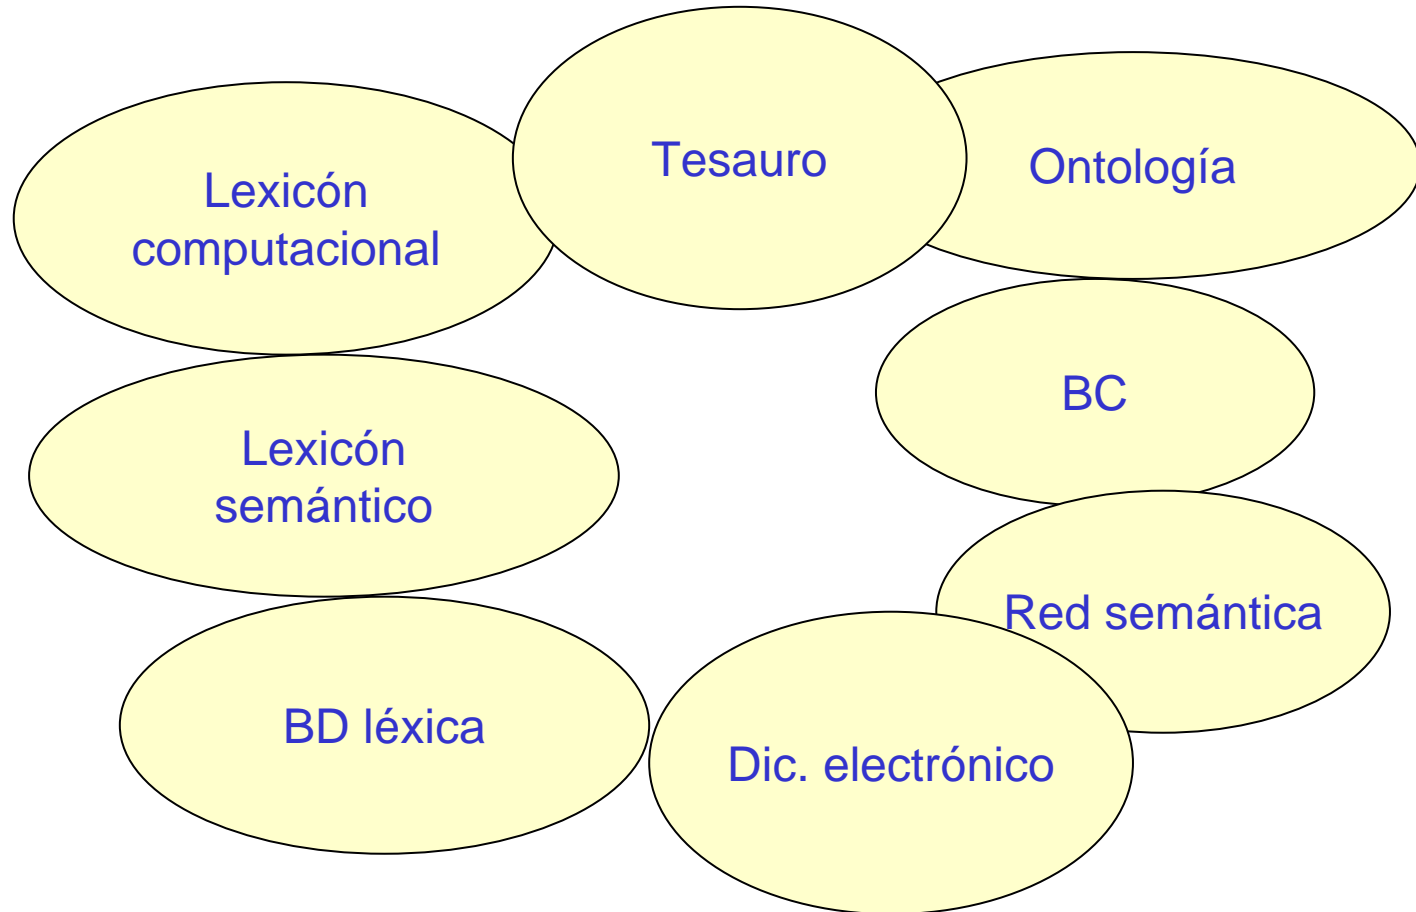 Tesauro
Ontología
Lexicón
computacional
BC
Lexicón
semántico
Red semántica
BD léxica
Dic. electrónico